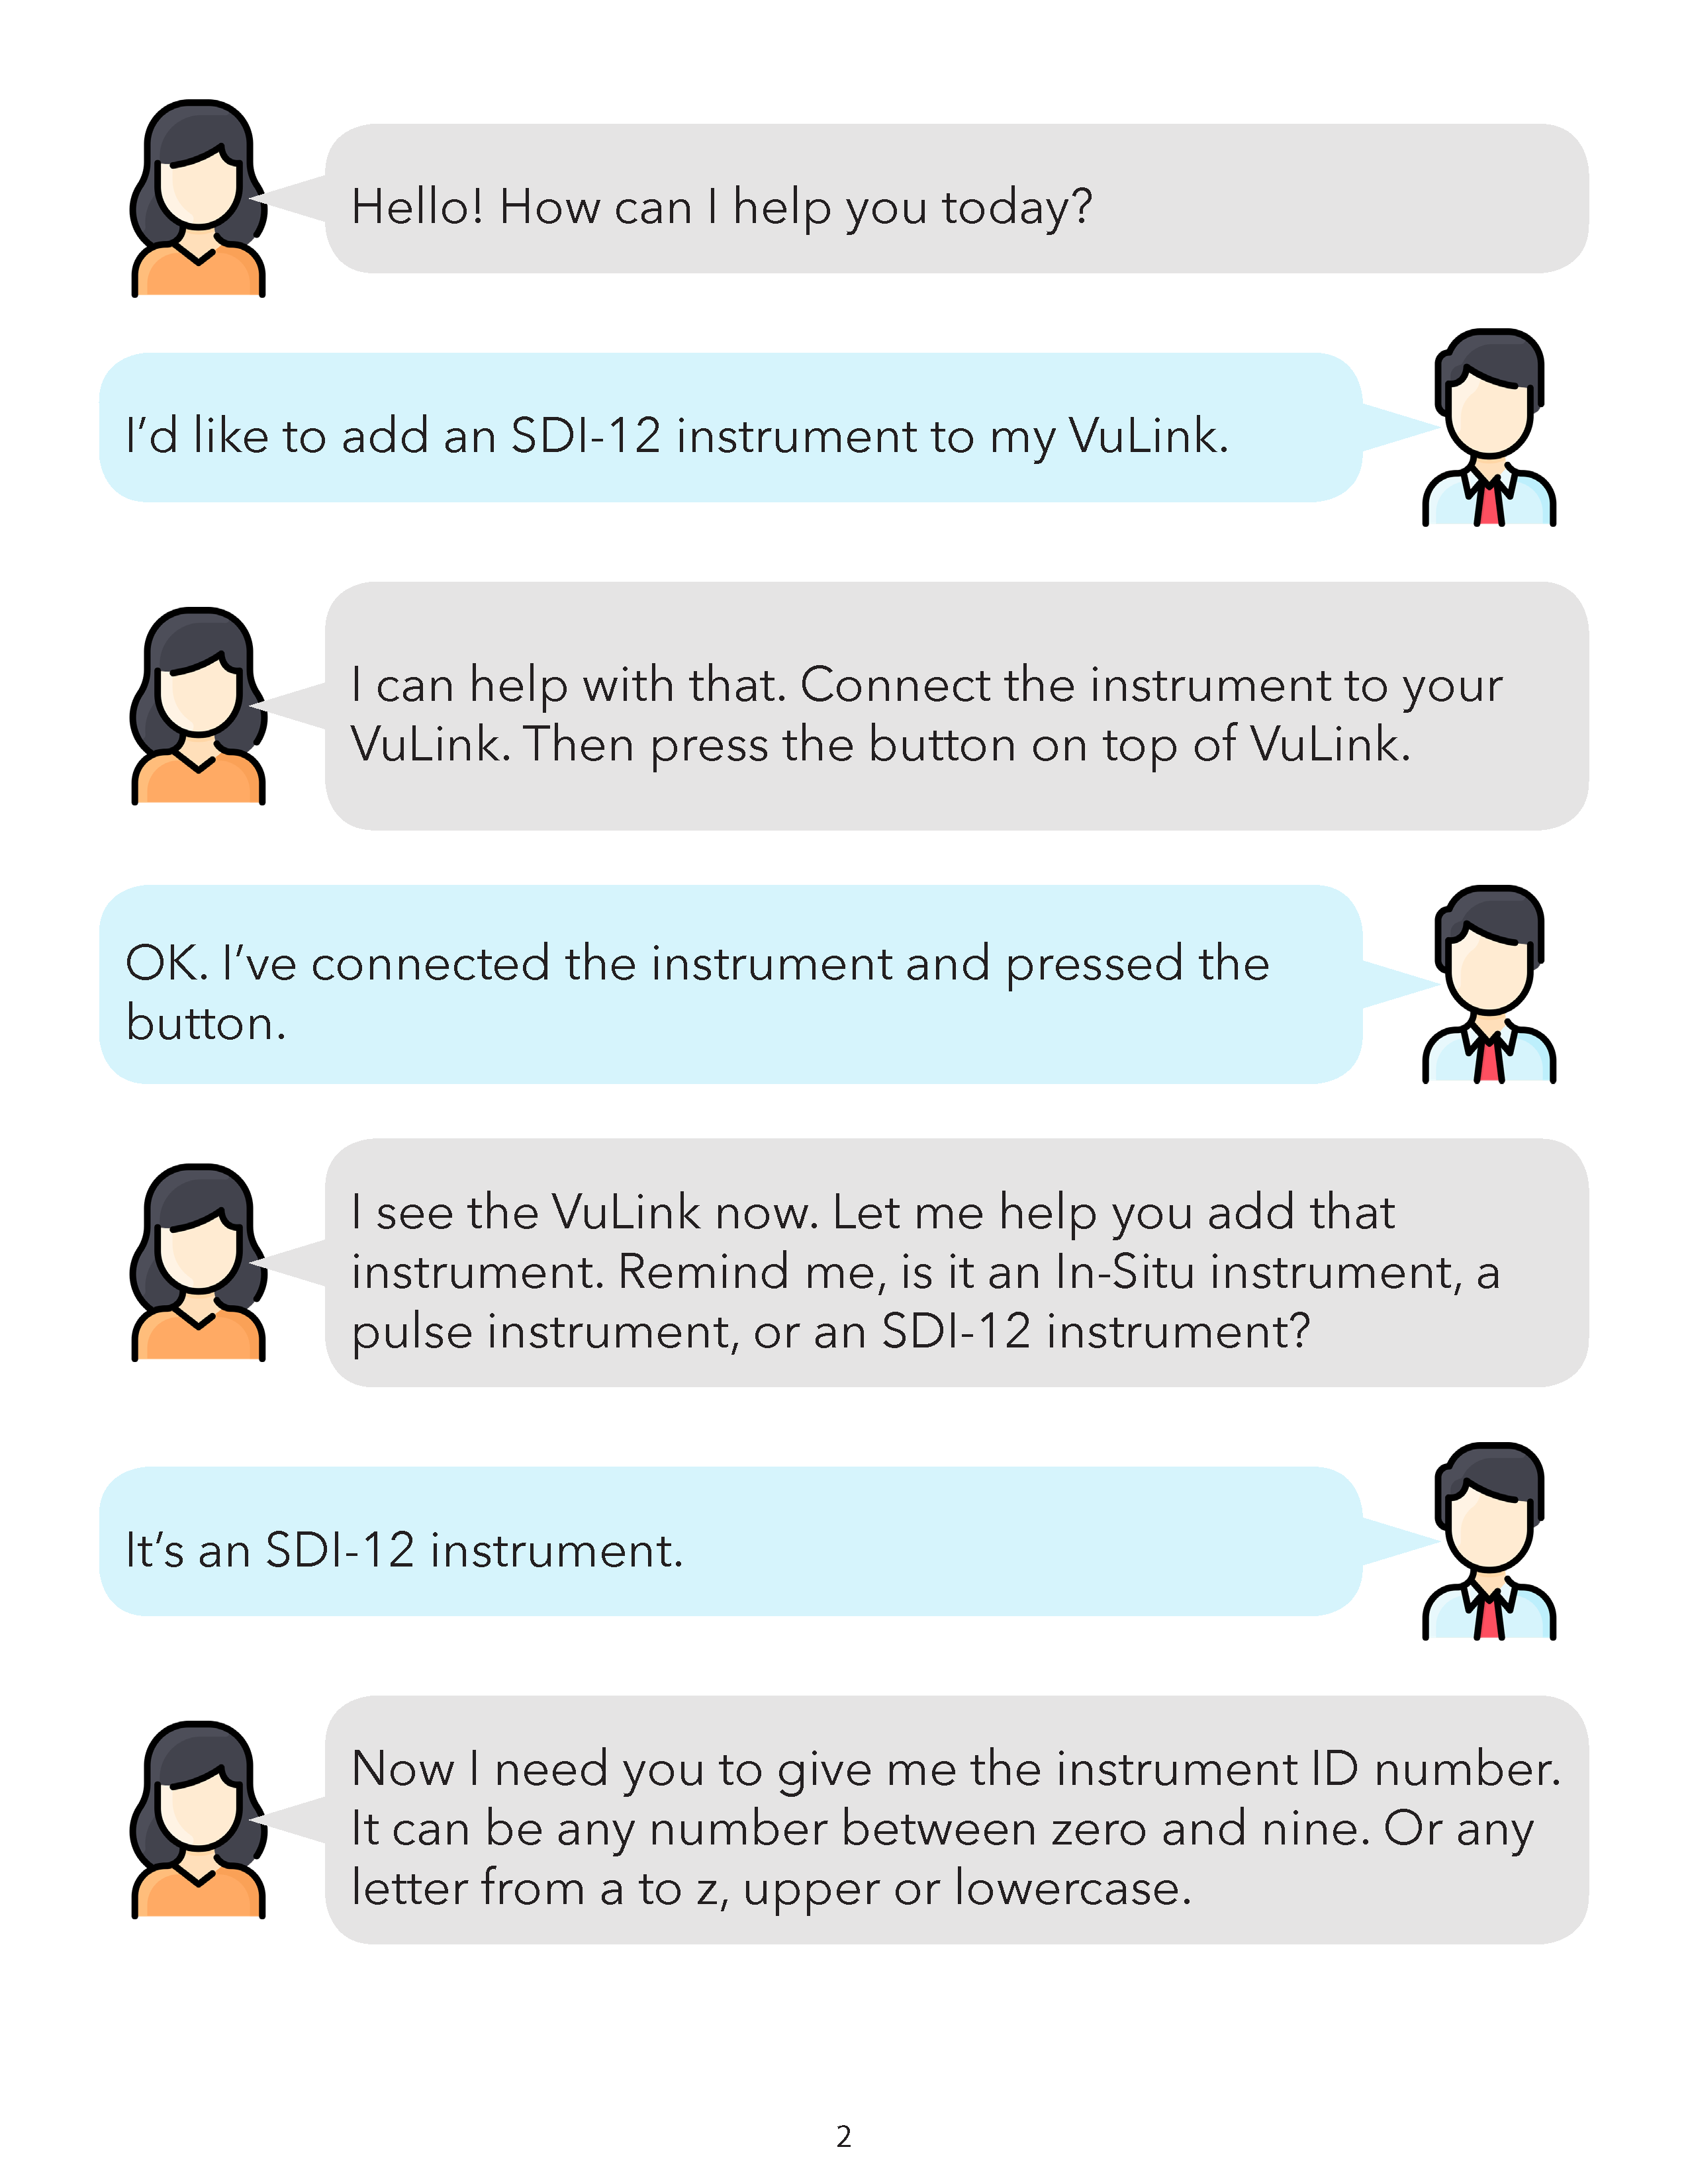 Hello! How can I help you today?
I’d like to add an SDI-12 instrument to my VuLink.
I can help with that. Connect the instrument to your
VuLink. Then press the button on top of VuLink.
OK. I’ve connected the instrument and pressed the
button.
I see the VuLink now. Let me help you add that
instrument. Remind me, is it an In-Situ instrument, a
pulse instrument, or an SDI-12 instrument?
It’s an SDI-12 instrument.
Now I need you to give me the instrument ID number.
It can be any number between zero and nine. Or any
letter from a to z, upper or lowercase.
2